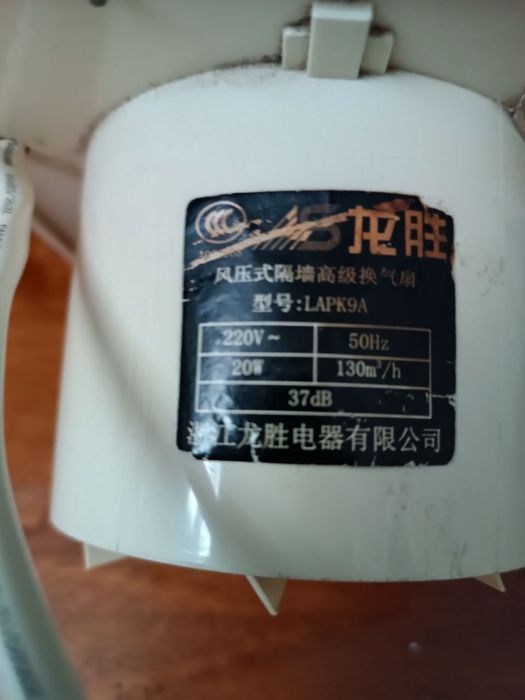 龙胜
风压式隔墙高级换气扇
型号:LAPK9A
220V~ 50Hz
20W 130m³/h
37dB
浙江龙胜电器有限公司